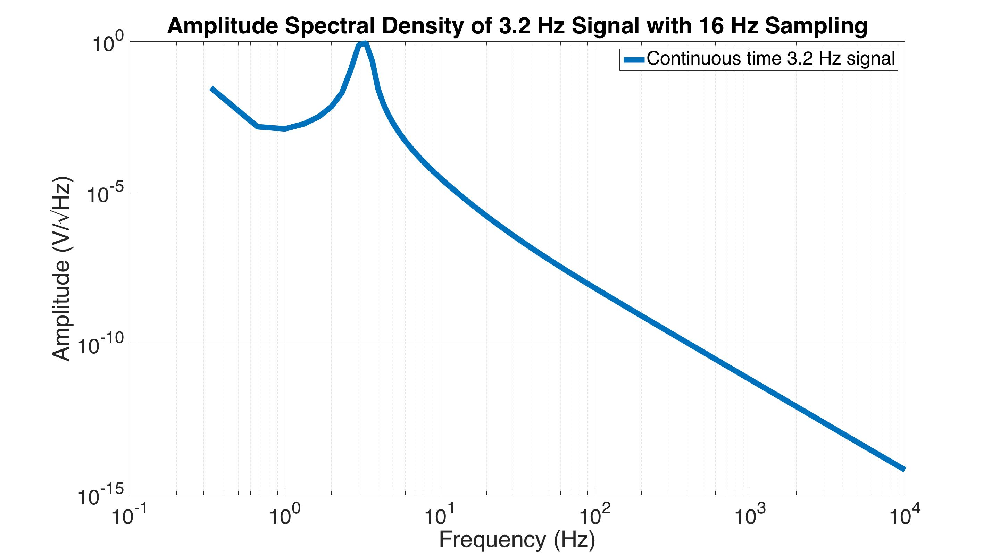 Amplitude Spectral Density of 3.2 Hz Signal with 16 Hz Sampling
Continuous time 3.2 Hz signal
Amplitude (V/√Hz)
10^0
10^-5
10^-10
10^-15
10^-1 10^0 10^1 10^2 10^3 10^4
Frequency (Hz)